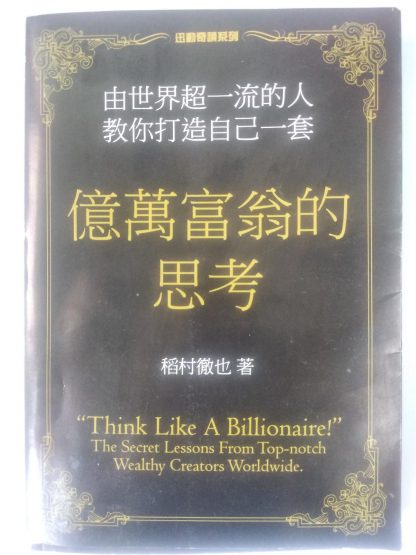 由世界超一流的人
教你打造自己一套
億萬富翁的
思考
稻村徹也 著
“Think Like A Billionaire!”
The Secret Lessons From Top-notch
Wealthy Creators Worldwide.